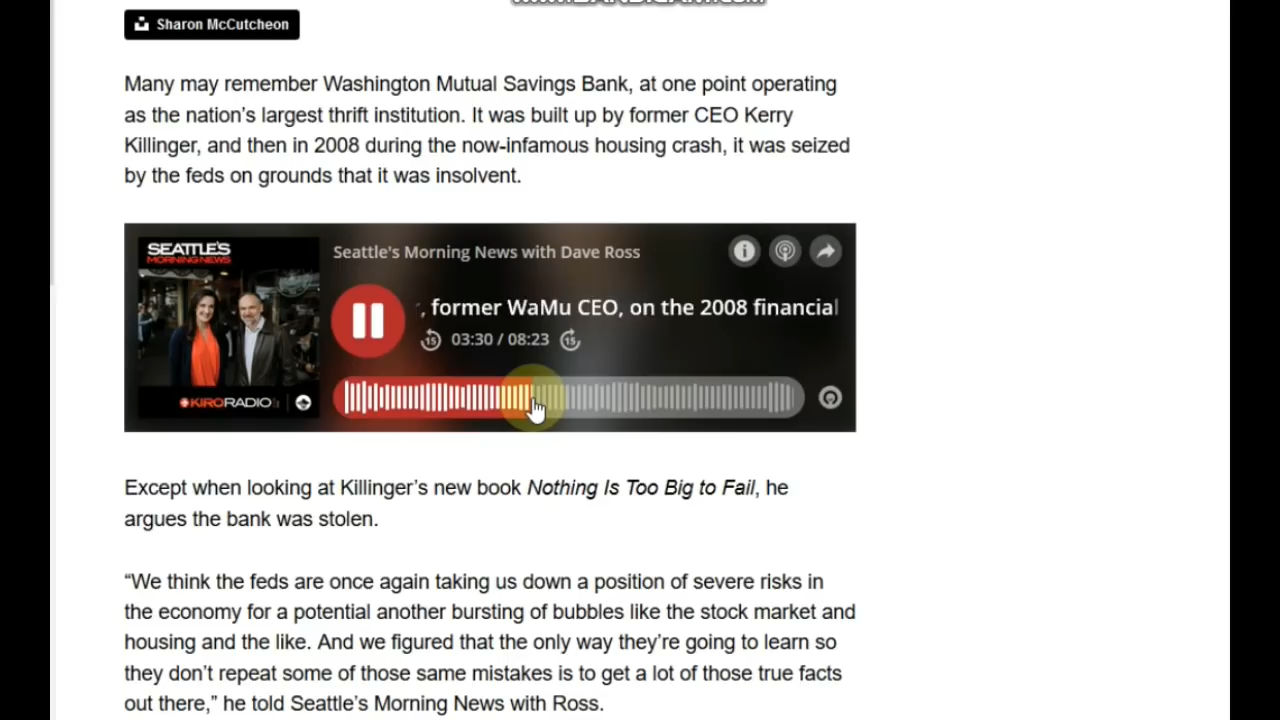 www.BANDICAM.com
Sharon McCutcheon
Many may remember Washington Mutual Savings Bank, at one point operating
as the nation's largest thrift institution. It was built up by former CEO Kerry
Killinger, and then in 2008 during the now-infamous housing crash, it was seized
by the feds on grounds that it was insolvent.
SEATTLE'S
MORNING NEWS
Seattle's Morning News with Dave Ross
, former WaMu CEO, on the 2008 financial
15 03:30 / 08:23 15
KIRO RADIO
Except when looking at Killinger's new book Nothing Is Too Big to Fail, he
argues the bank was stolen.
“We think the feds are once again taking us down a position of severe risks in
the economy for a potential another bursting of bubbles like the stock market and
housing and the like. And we figured that the only way they’re going to learn so
they don’t repeat some of those same mistakes is to get a lot of those true facts
out there,” he told Seattle’s Morning News with Ross.